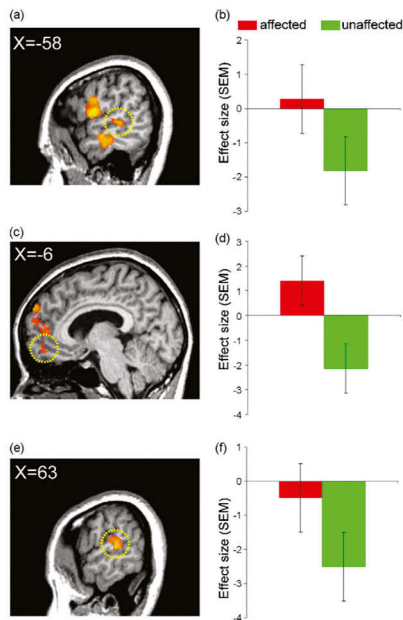 (a)
X=-58
(b)
affected
unaffected
Effect size (SEM)
2
1
0
-1
-2
-3
(c)
X=-6
(d)
Effect size (SEM)
3
2
1
0
-1
-2
-3
-4
(e)
X=63
(f)
Effect size (SEM)
1
0
-1
-2
-3
-4